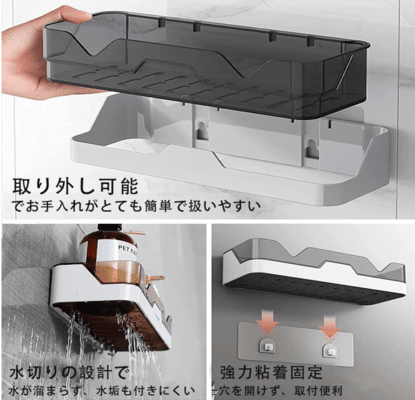 取り外し可能
でお手入れがとても簡単で扱いやすい
PET
水切りの設計で
水が溜まらず、水垢も付きにくい
強力粘着固定
穴を開けず、取付便利